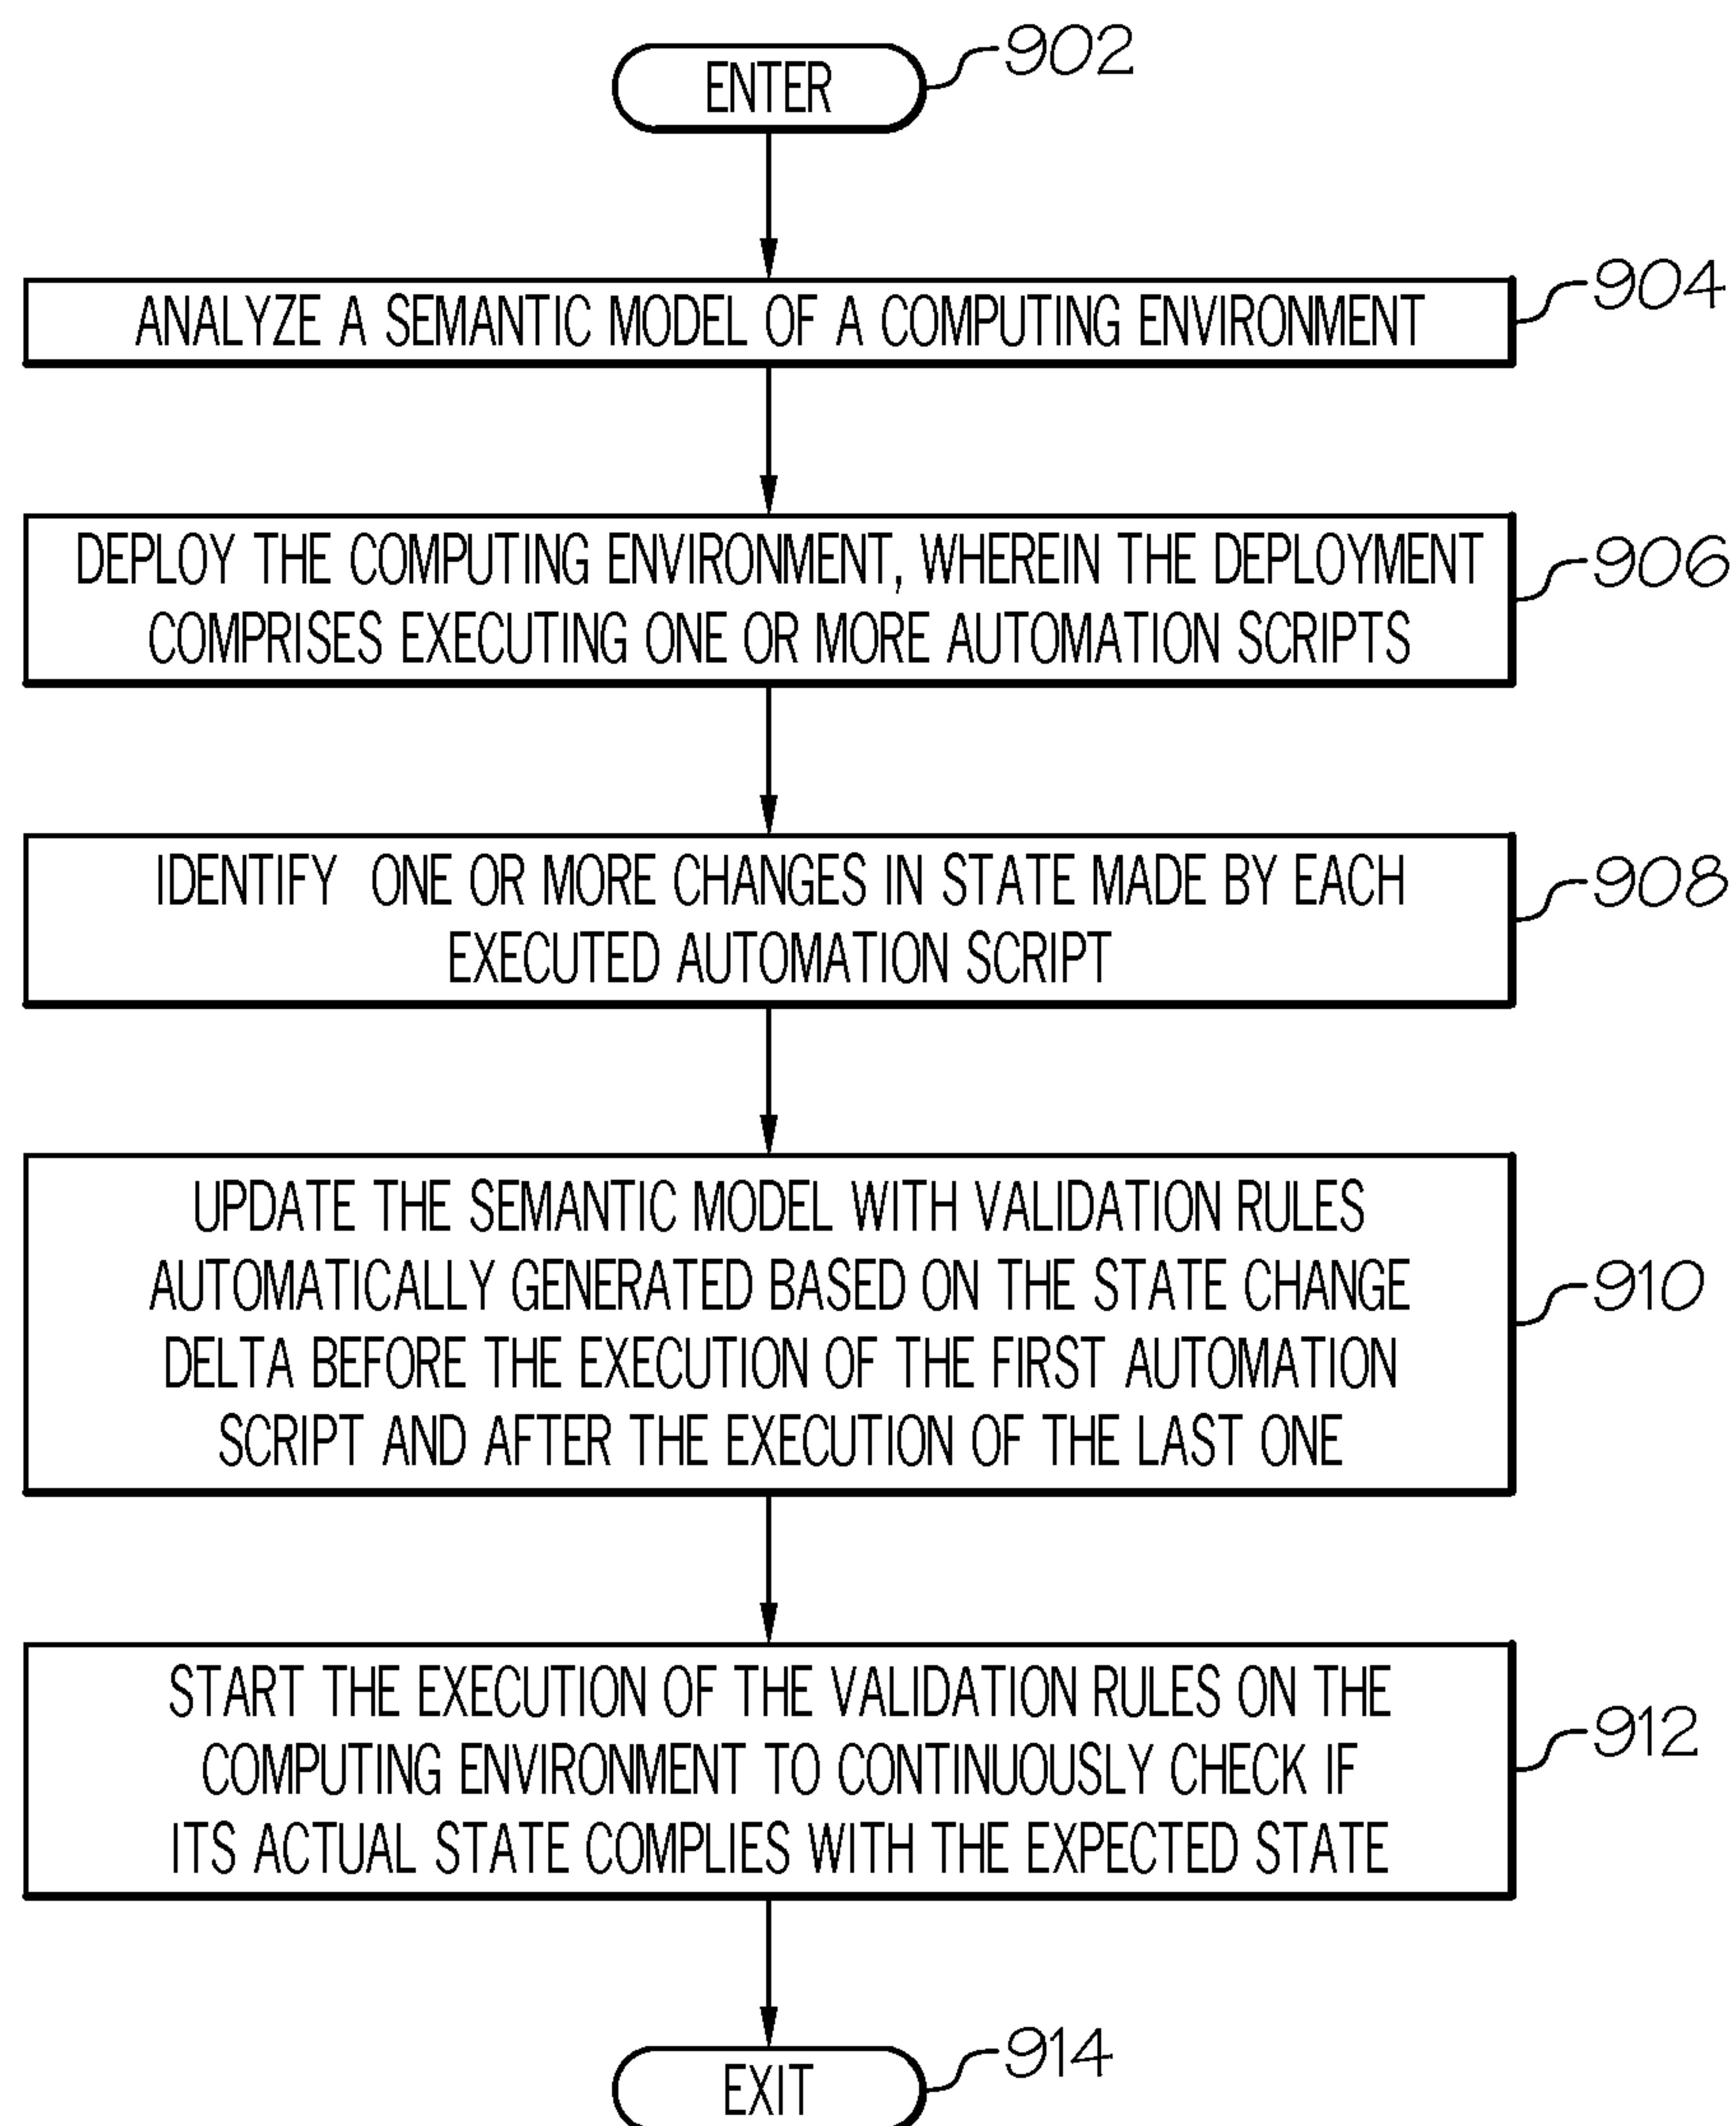 ENTER
902
ANALYZE A SEMANTIC MODEL OF A COMPUTING ENVIRONMENT
904
DEPLOY THE COMPUTING ENVIRONMENT, WHEREIN THE DEPLOYMENT
COMPRISES EXECUTING ONE OR MORE AUTOMATION SCRIPTS
906
IDENTIFY ONE OR MORE CHANGES IN STATE MADE BY EACH
EXECUTED AUTOMATION SCRIPT
908
UPDATE THE SEMANTIC MODEL WITH VALIDATION RULES
AUTOMATICALLY GENERATED BASED ON THE STATE CHANGE
DELTA BEFORE THE EXECUTION OF THE FIRST AUTOMATION
SCRIPT AND AFTER THE EXECUTION OF THE LAST ONE
910
START THE EXECUTION OF THE VALIDATION RULES ON THE
COMPUTING ENVIRONMENT TO CONTINUOUSLY CHECK IF
ITS ACTUAL STATE COMPLIES WITH THE EXPECTED STATE
912
EXIT
914